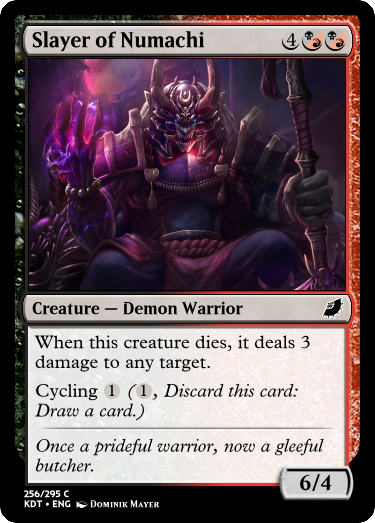 Slayer of Numachi 4
Creature — Demon Warrior
When this creature dies, it deals 3
damage to any target.
Cycling 1 (1, Discard this card:
Draw a card.)
Once a prideful warrior, now a gleeful
butcher.
6/4
256/295 C
KDT • ENG Dominik Mayer